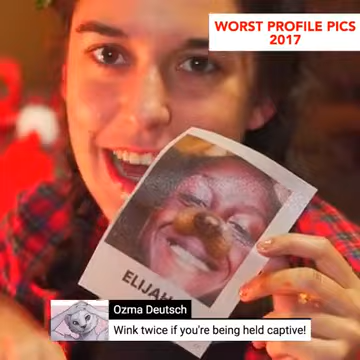 WORST PROFILE PICS
2017
ELIJAH
Ozma Deutsch
Wink twice if you're being held captive!